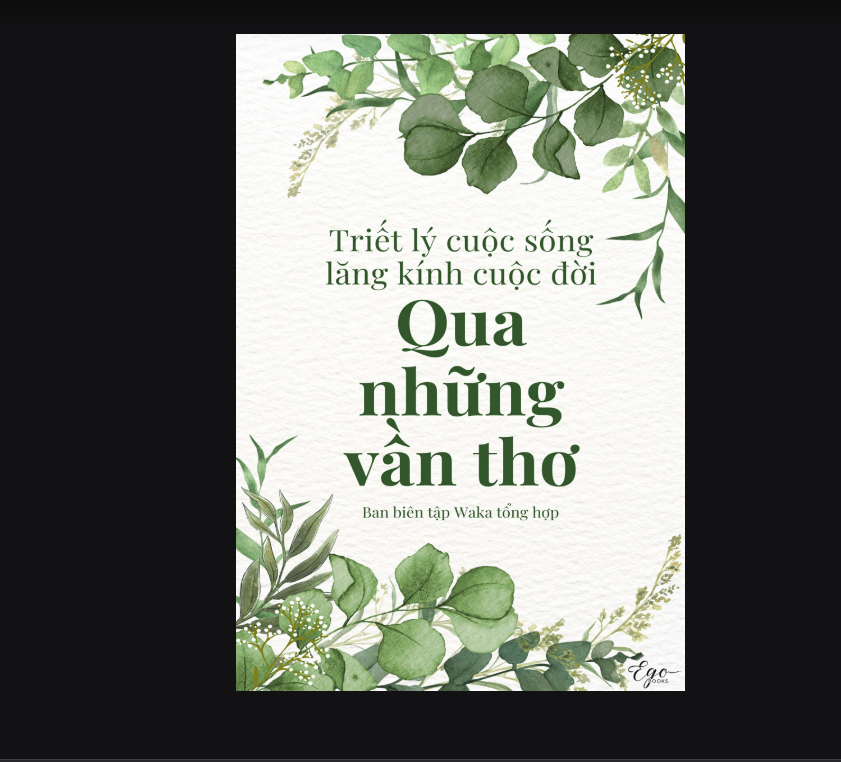 Triết lý cuộc sống
lăng kính cuộc đời
Qua
những
vần thơ
Ban biên tập Waka tổng hợp
Ego
BOOKS